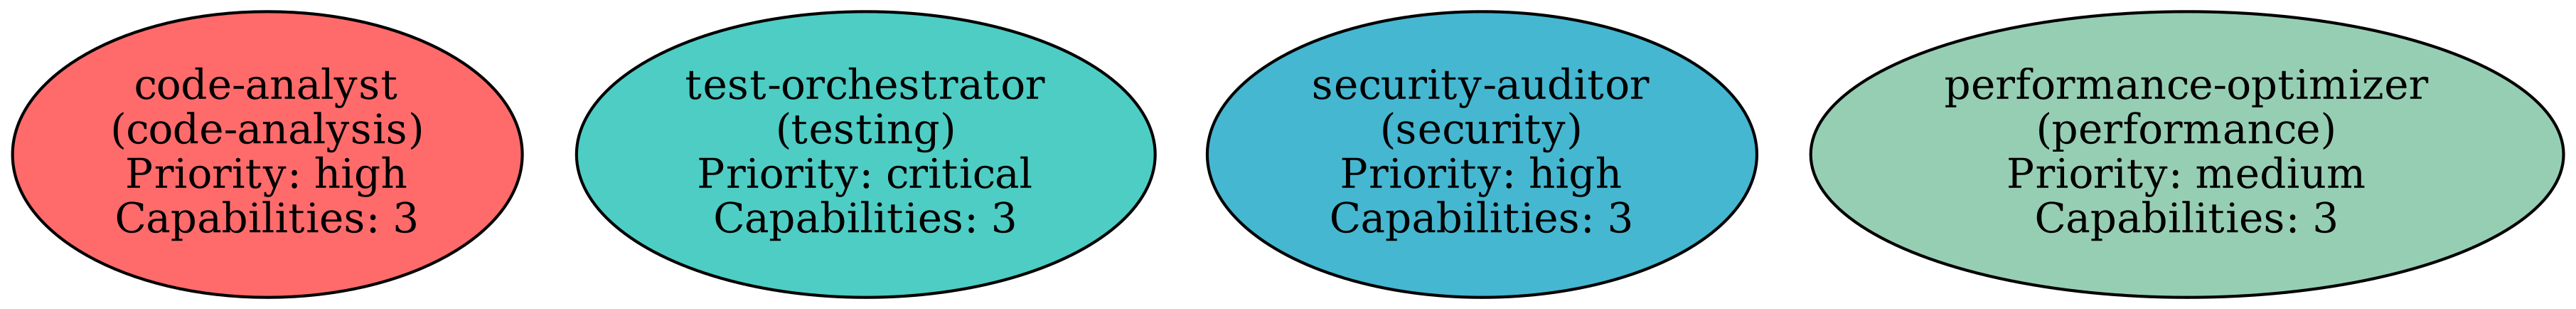 code-analyst
(code-analysis)
Priority: high
Capabilities: 3
test-orchestrator
(testing)
Priority: critical
Capabilities: 3
security-auditor
(security)
Priority: high
Capabilities: 3
performance-optimizer
(performance)
Priority: medium
Capabilities: 3